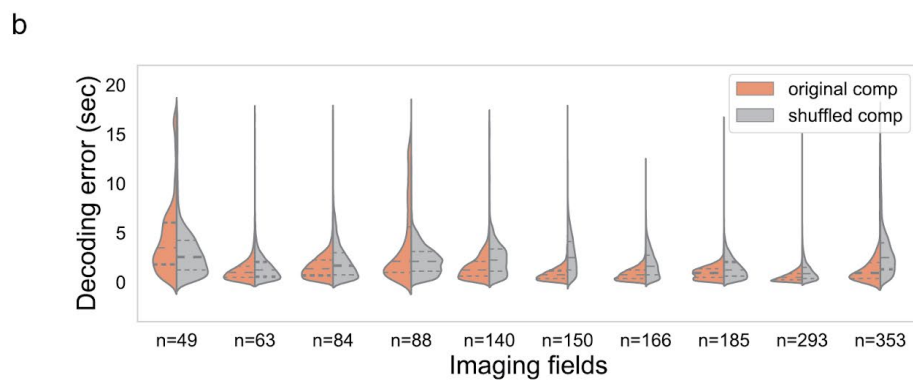 b
Decoding error (sec)
20
15
10
5
0
original comp
shuffled comp
n=49 n=63 n=84 n=88 n=140 n=150 n=166 n=185 n=293 n=353
Imaging fields